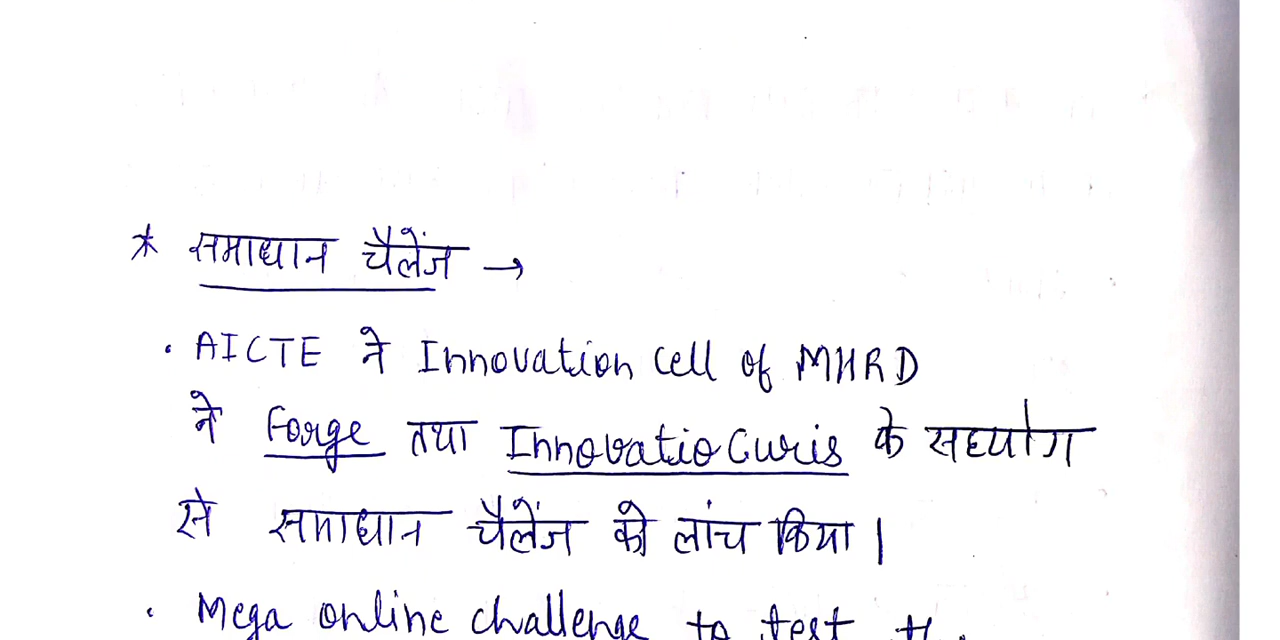 * समाधान चैलेंज →
· AICTE ने Innovation Cell of MHRD
ने Forge तथा InnovatioCuris के सहयोग
से समाधान चैलेंज को लांच किया।
· Mega online challenge to test